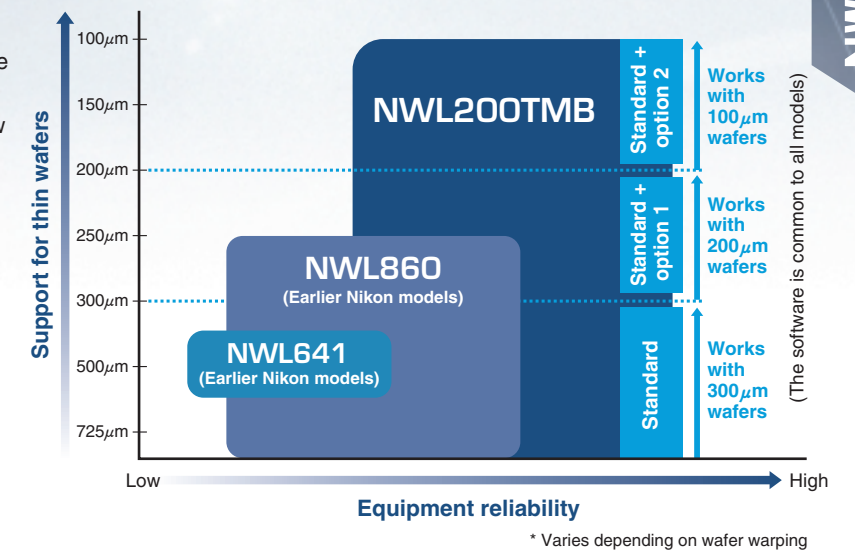 100μm
150μm
200μm
250μm
300μm
500μm
725μm
Support for thin wafers
NWL200TMB
NWL860
(Earlier Nikon models)
NWL641
(Earlier Nikon models)
Standard +
option 2
Standard +
option 1
Standard
Works
with
100μm
wafers
Works
with
200μm
wafers
Works
with
300μm
wafers
(The software is common to all models)
Low
High
Equipment reliability
* Varies depending on wafer warping